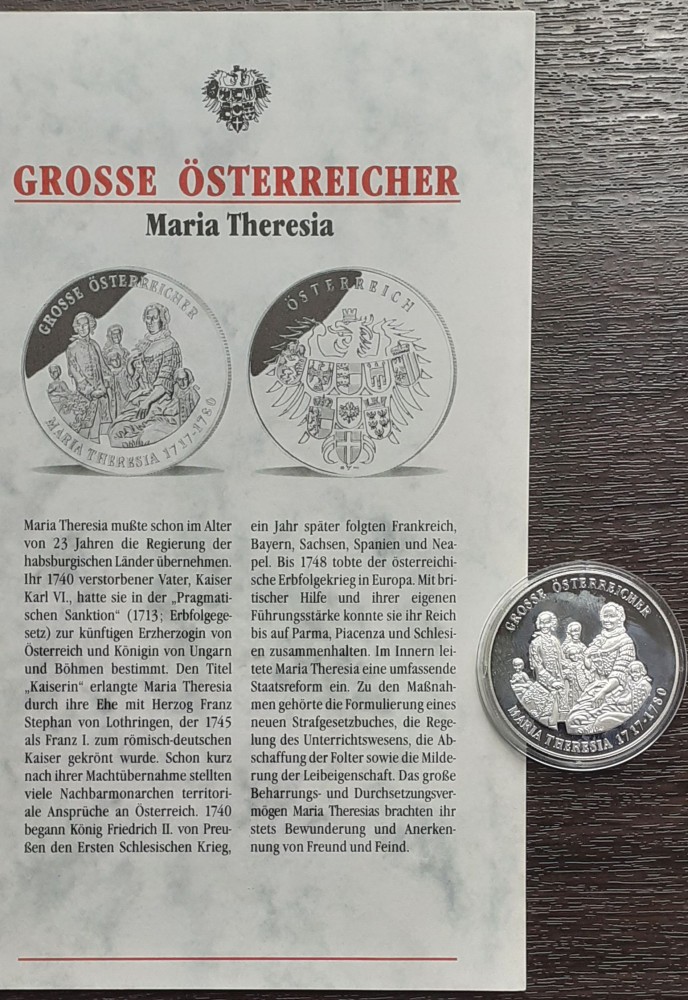 GROSSE ÖSTERREICHER
Maria Theresia
GROSSE ÖSTERREICHER
MARIA THERESIA 1717-1780
ÖSTERREICH
Maria Theresia mußte schon im Alter
von 23 Jahren die Regierung der
habsburgischen Länder übernehmen.
Ihr 1740 verstorbener Vater, Kaiser
Karl VI., hatte sie in der „Pragmati-
schen Sanktion“ (1713; Erbfolgege-
setz) zur künftigen Erzherzogin von
Österreich und Königin von Ungarn
und Böhmen bestimmt. Den Titel
„Kaiserin“ erlangte Maria Theresia
durch ihre Ehe mit Herzog Franz
Stephan von Lothringen, der 1745
als Franz I. zum römisch-deutschen
Kaiser gekrönt wurde. Schon kurz
nach ihrer Machtübernahme stellten
viele Nachbarmonarchen territori-
ale Ansprüche an Österreich. 1740
begann König Friedrich II. von Preu-
ßen den Ersten Schlesischen Krieg,
ein Jahr später folgten Frankreich,
Bayern, Sachsen, Spanien und Nea-
pel. Bis 1748 tobte der österreichi-
sche Erbfolgekrieg in Europa. Mit bri-
tischer Hilfe und ihrer eigenen
Führungsstärke konnte sie ihr Reich
bis auf Parma, Piacenza und Schlesi-
en zusammenhalten. Im Innern lei-
tete Maria Theresia eine umfassende
Staatsreform ein. Zu den Maßnah-
men gehörte die Formulierung eines
neuen Strafgesetzbuches, die Rege-
lung des Unterrichtswesens, die Ab-
schaffung der Folter sowie die Milde-
rung der Leibeigenschaft. Das große
Beharrungs- und Durchsetzungsver-
mögen Maria Theresias brachten ihr
stets Bewunderung und Anerken-
nung von Freund und Feind.
GROSSE ÖSTERREICHER
MARIA THERESIA 1717-1780